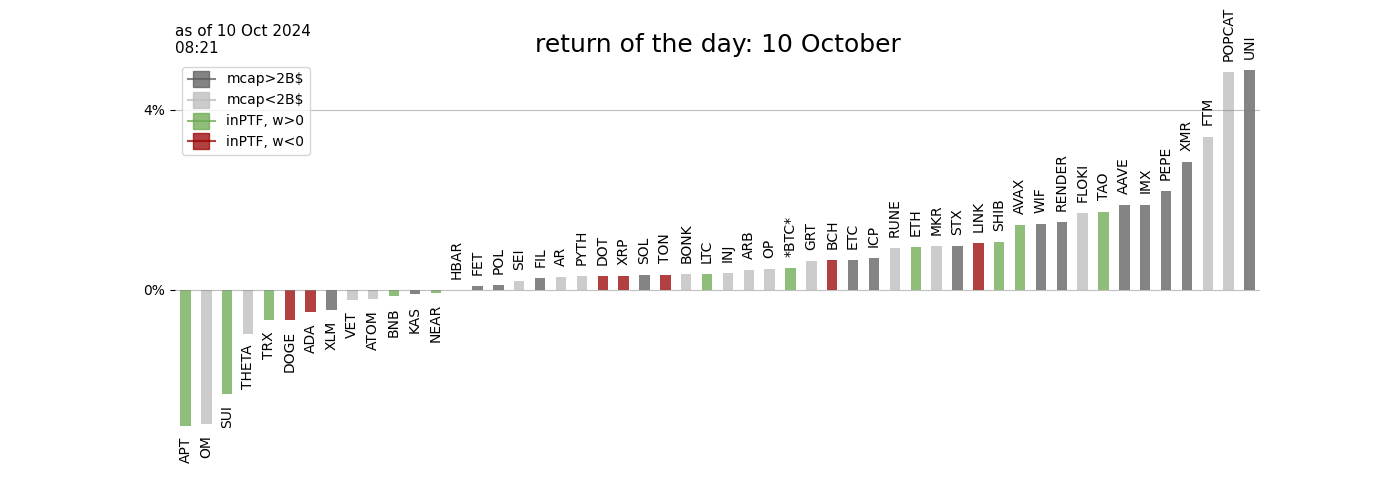 as of 10 Oct 2024
08:21
return of the day: 10 October
mcap>2B$
mcap<2B$
inPTF, w>0
inPTF, w<0
4%
0%
APT
OM
SUI
THETA
TRX
DOGE
ADA
XLM
VET
ATOM
BNB
KAS
NEAR
HBAR
FET
POL
SEI
FIL
AR
PYTH
DOT
XRP
SOL
TON
BONK
LTC
INJ
ARB
OP
*BTC*
GRT
BCH
ETC
ICP
RUNE
ETH
MKR
STX
LINK
SHIB
AVAX
WIF
RENDER
FLOKI
TAO
AAVE
IMX
PEPE
XMR
FTM
POPCAT
UNI